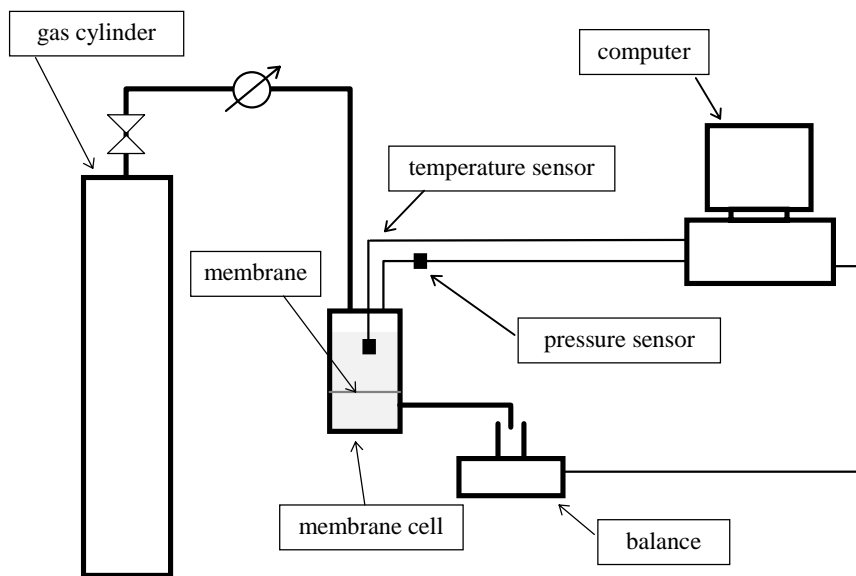 gas cylinder
computer
temperature sensor
membrane
pressure sensor
membrane cell
balance